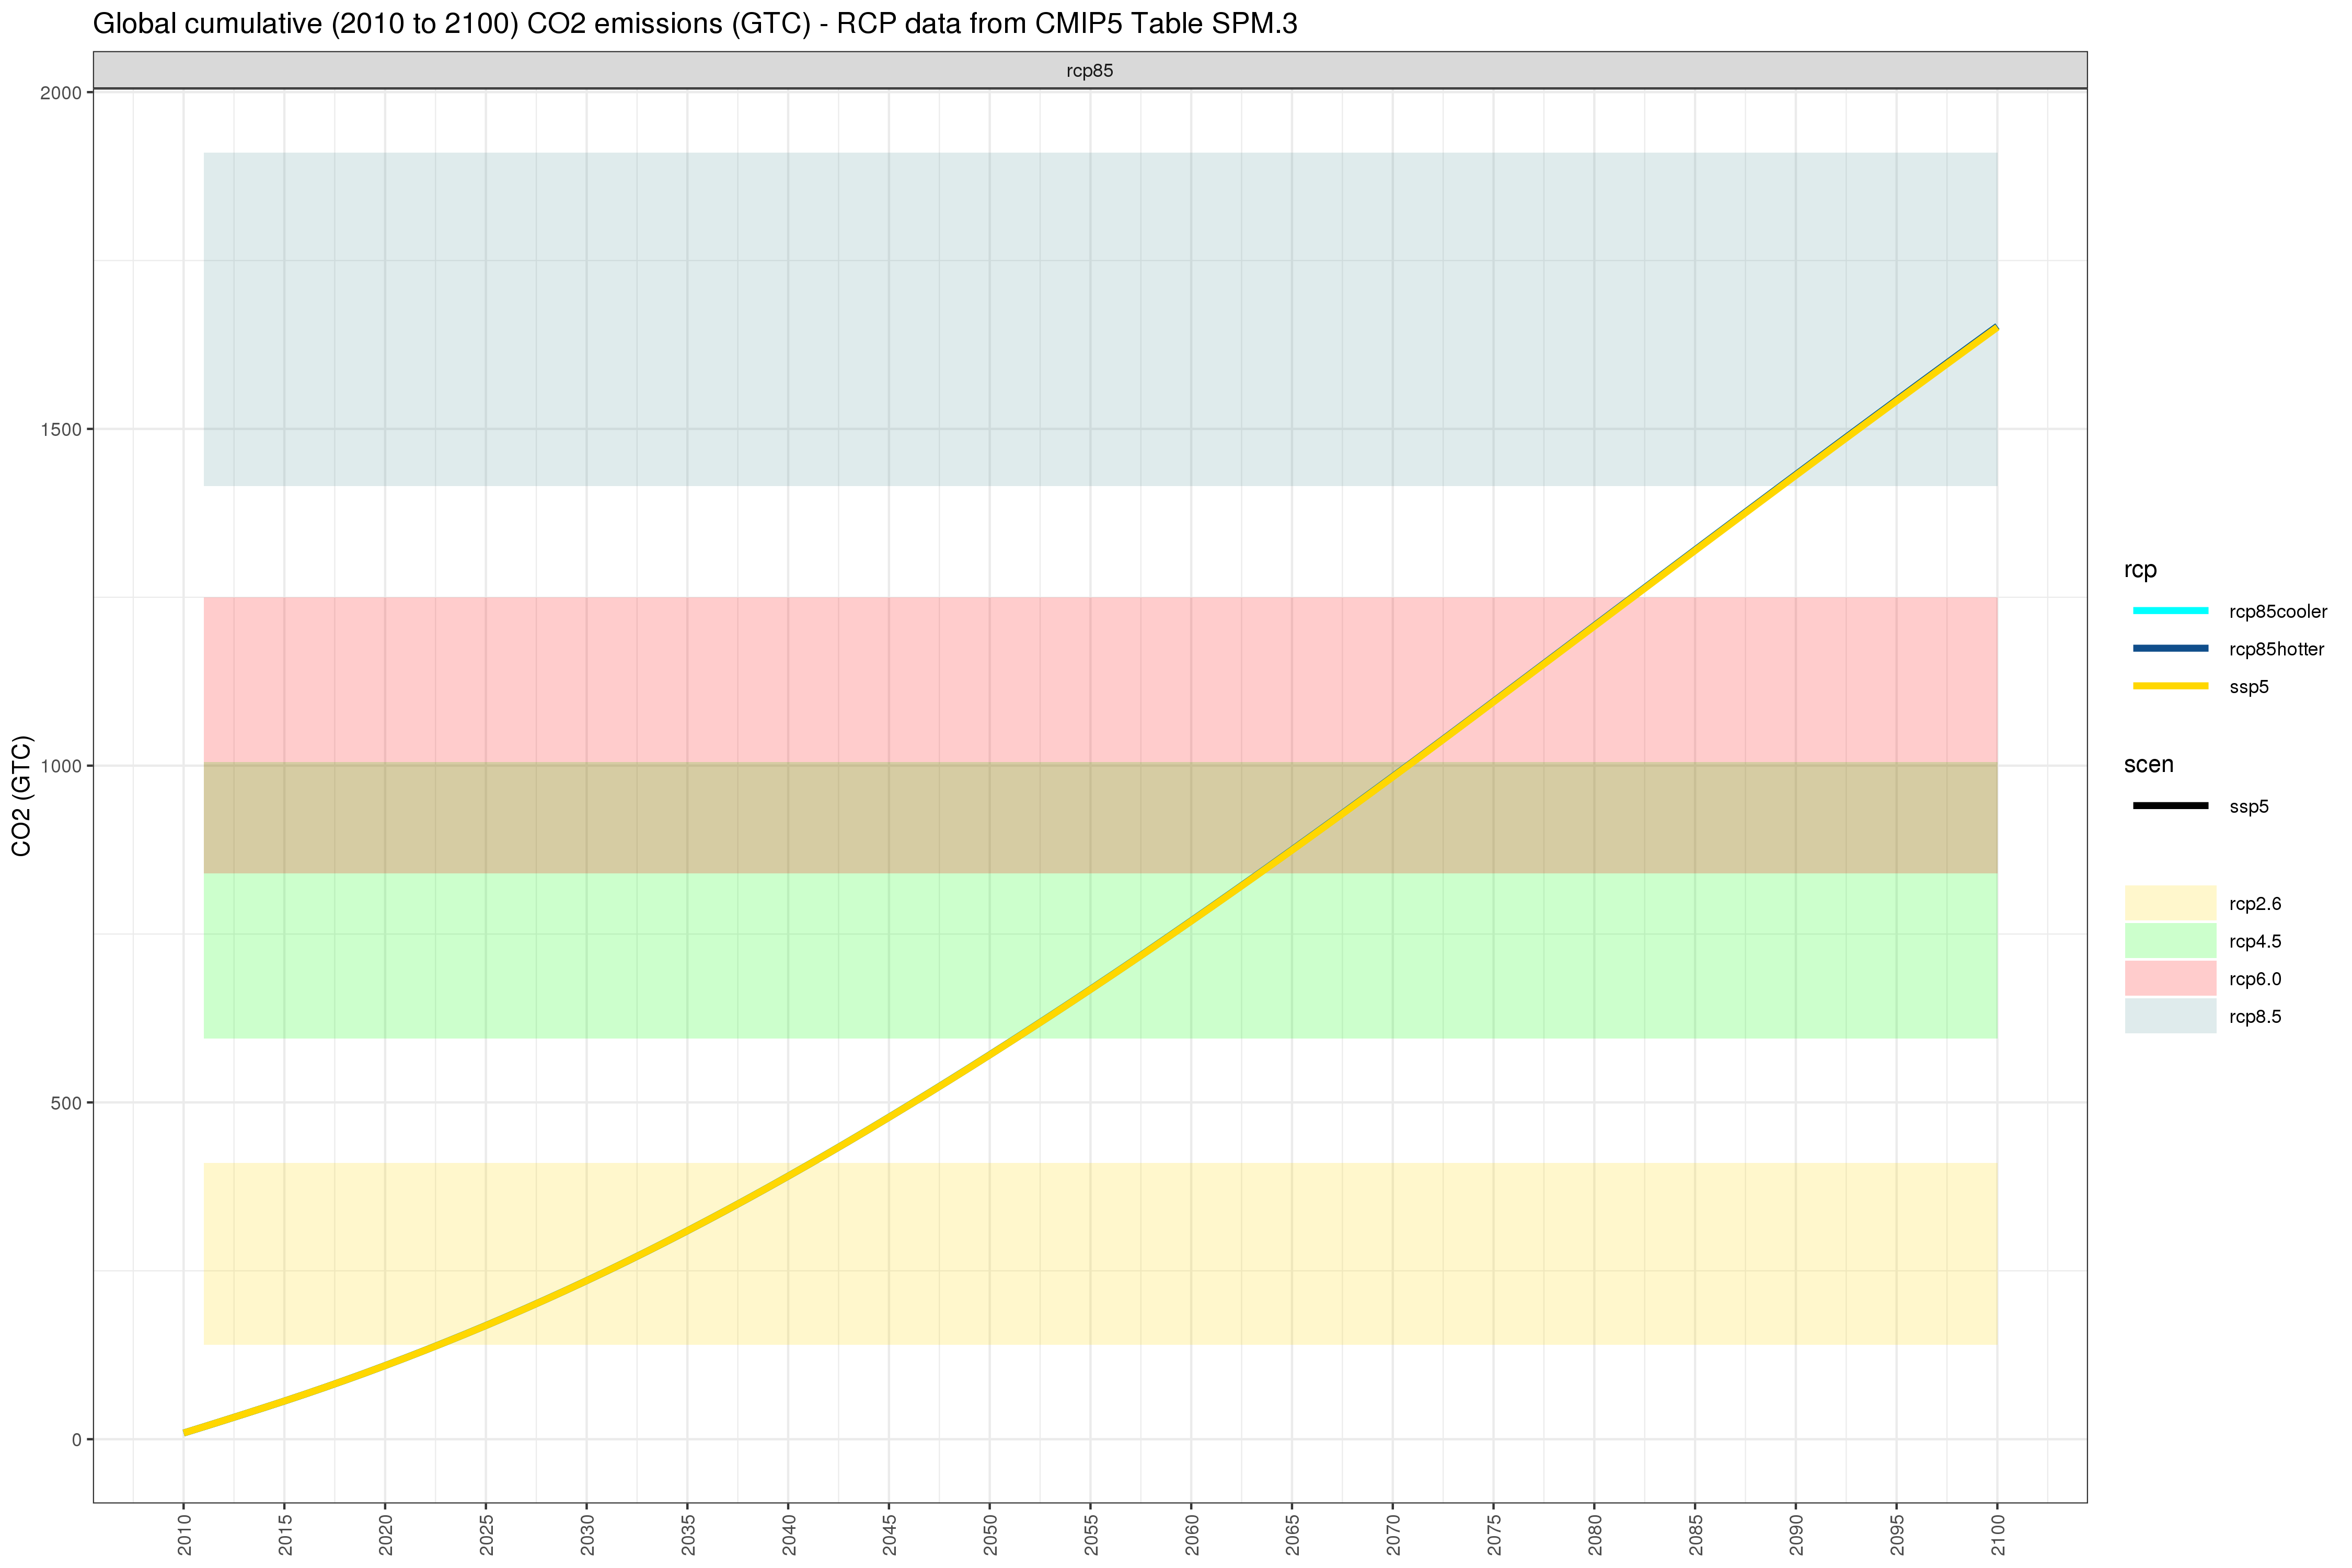 Global cumulative (2010 to 2100) CO2 emissions (GTC) - RCP data from CMIP5 Table SPM.3
rcp85
2000
1500
1000
500
0
CO2 (GTC)
2010
2015
2020
2025
2030
2035
2040
2045
2050
2055
2060
2065
2070
2075
2080
2085
2090
2095
2100
rcp
rcp85cooler
rcp85hotter
ssp5
scen
ssp5
rcp2.6
rcp4.5
rcp6.0
rcp8.5